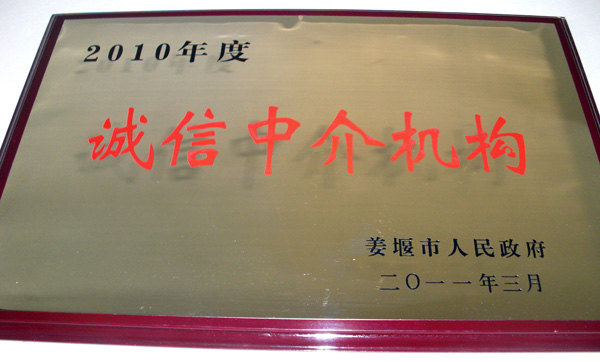 2010年度
诚信中介机构
姜堰市人民政府
二〇一一年三月